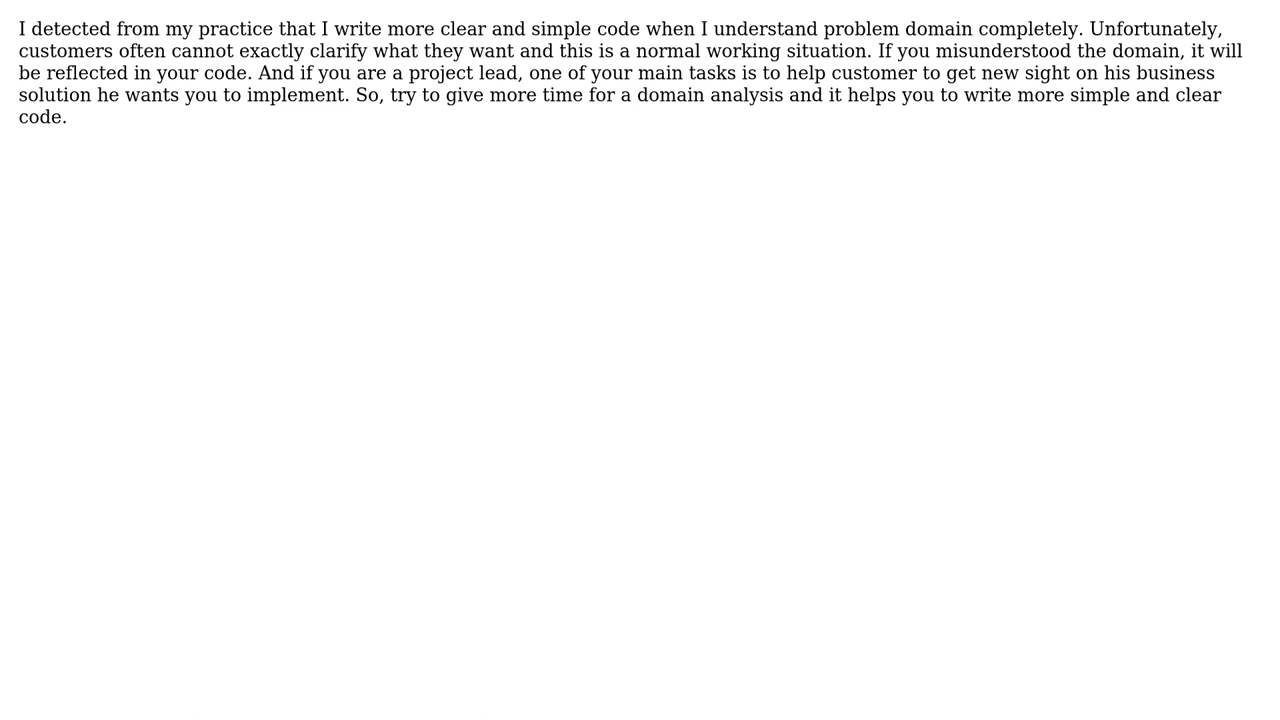 I detected from my practice that I write more clear and simple code when I understand problem domain completely. Unfortunately,
customers often cannot exactly clarify what they want and this is a normal working situation. If you misunderstood the domain, it will
be reflected in your code. And if you are a project lead, one of your main tasks is to help customer to get new sight on his business
solution he wants you to implement. So, try to give more time for a domain analysis and it helps you to write more simple and clear
code.